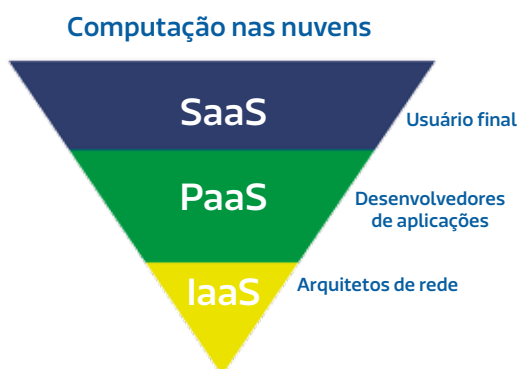 Computação nas nuvens
SaaS
Usuário final
PaaS
Desenvolvedores
de aplicações
IaaS
Arquitetos de rede